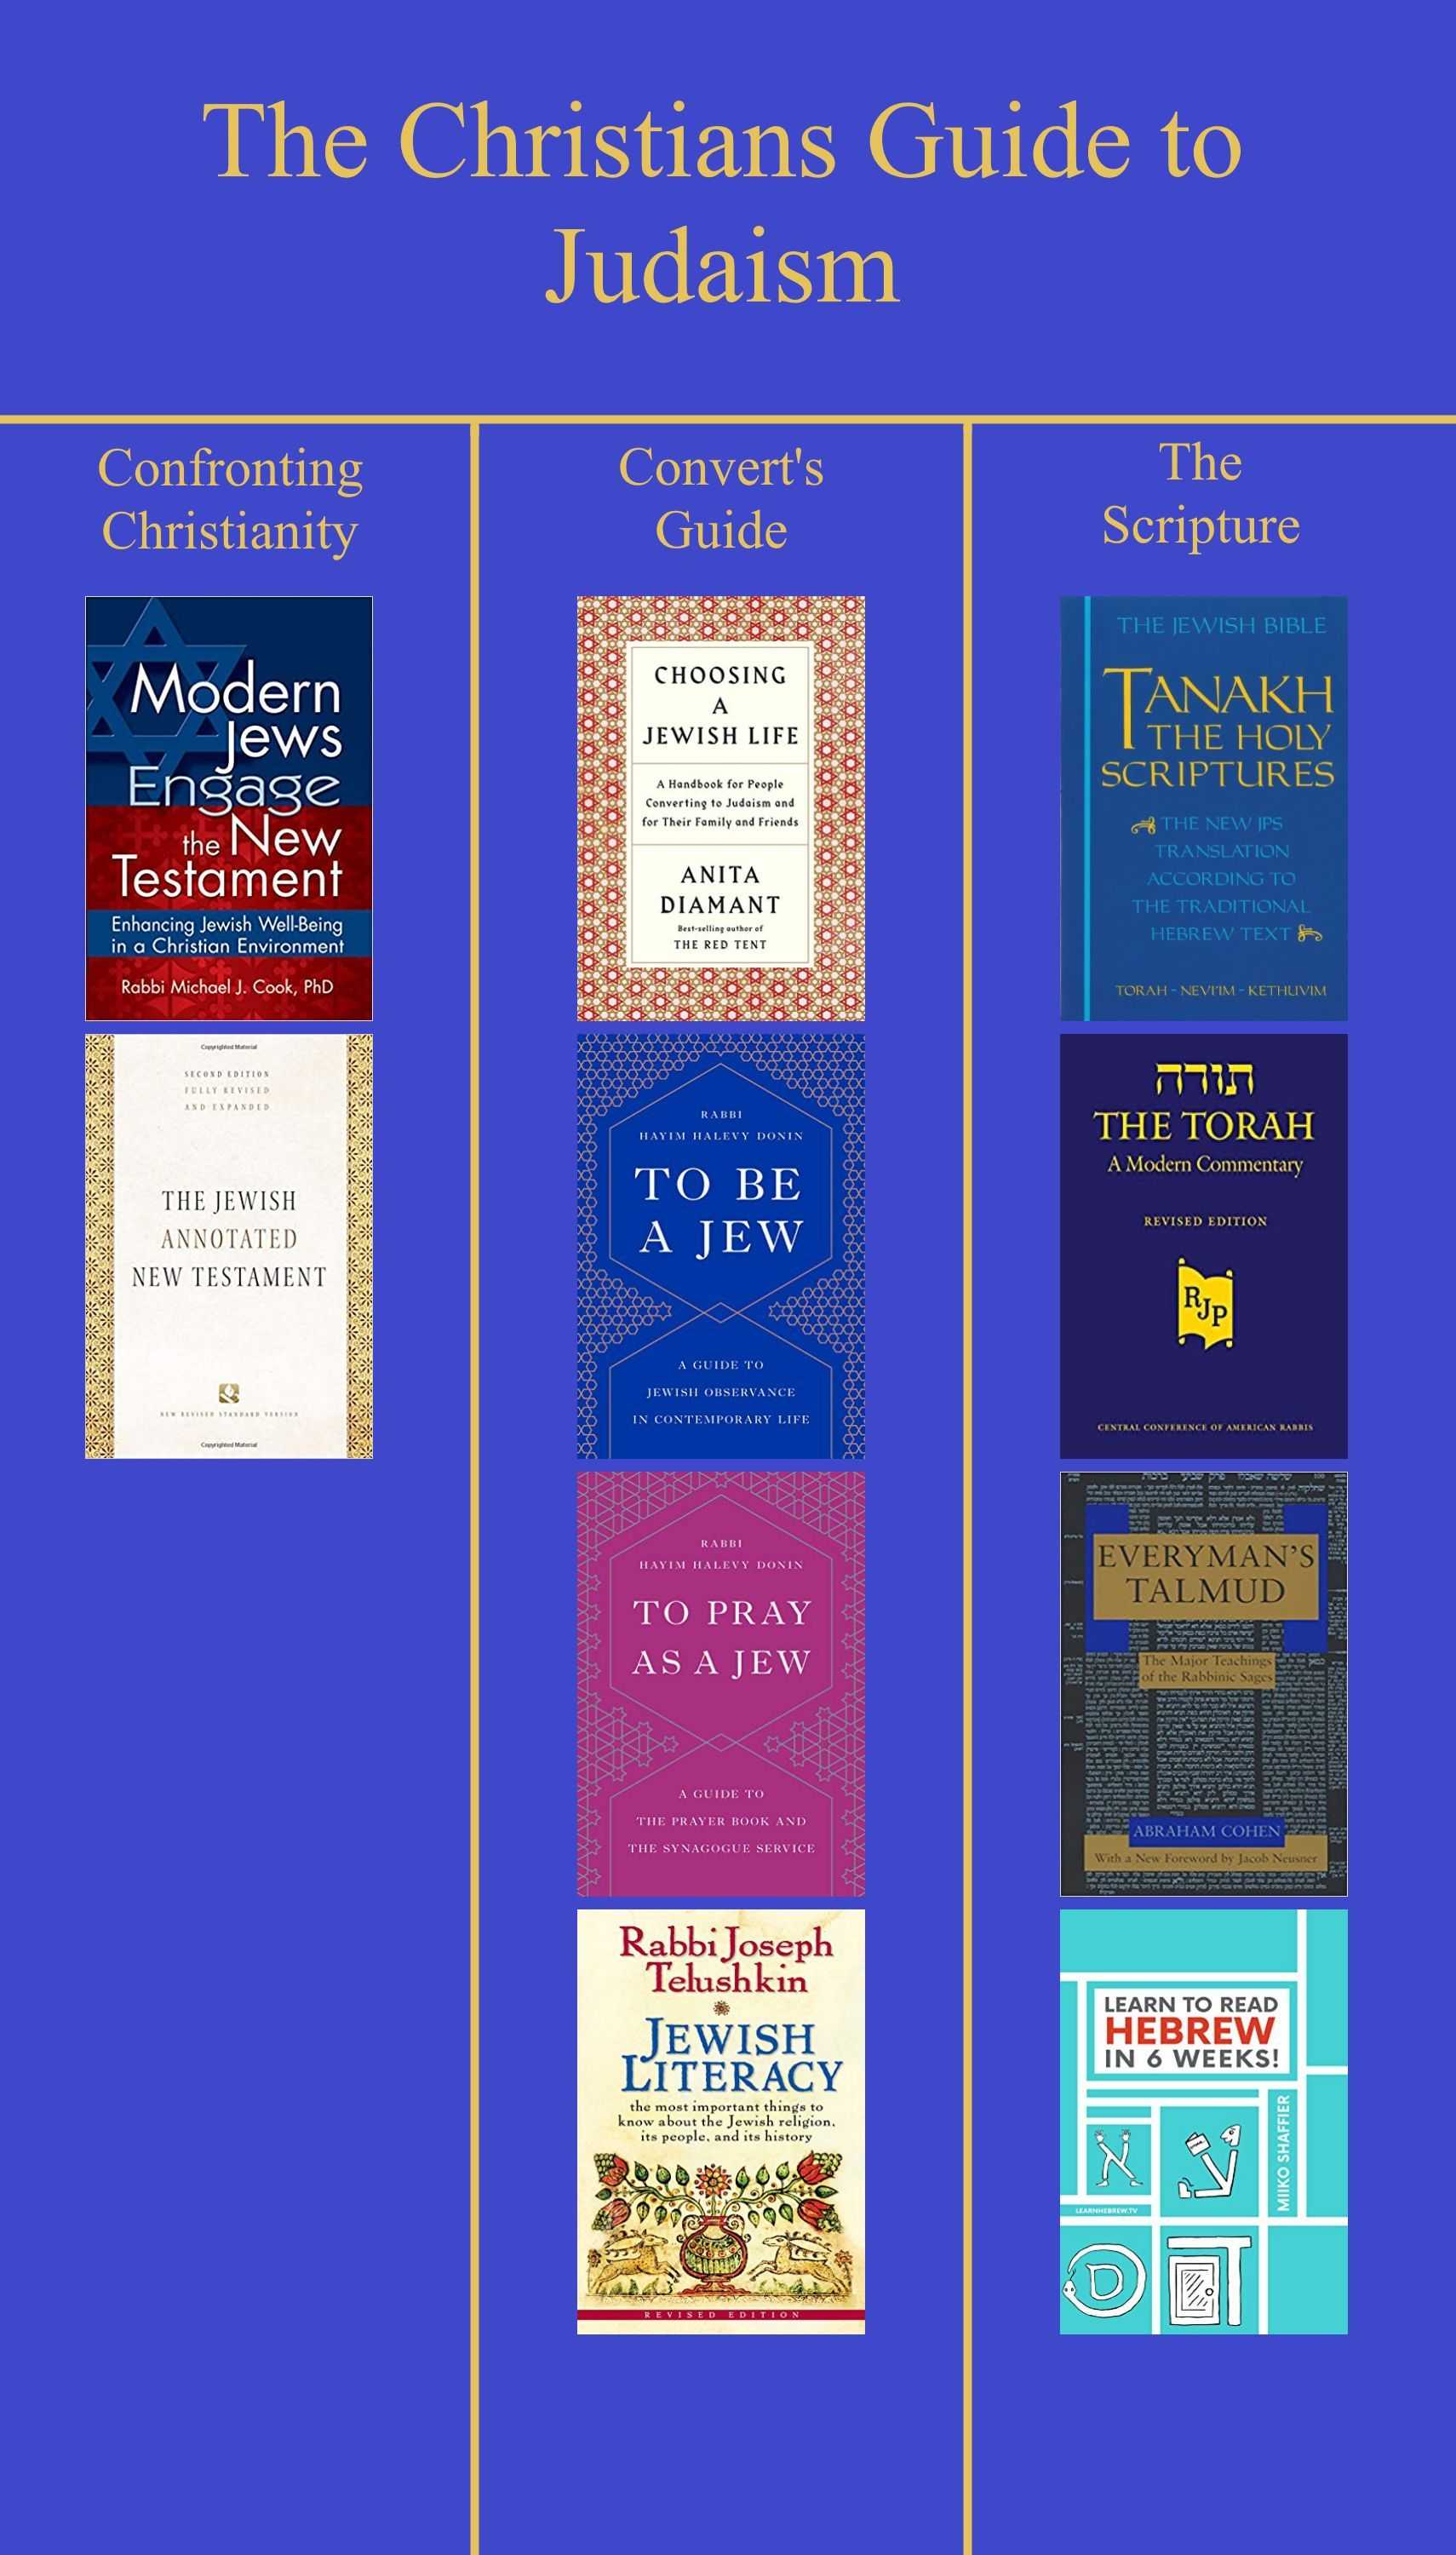 The Christians Guide to
Judaism
Confronting
Christianity
Modern
Jews
Engage
the New
Testament
Enhancing Jewish Well-Being
in a Christian Environment
Rabbi Michael J. Cook, PhD
Copyrighted Material
SECOND EDITION
FULLY REVISED
AND EXPANDED
THE JEWISH
ANNOTATED
NEW TESTAMENT
NEW REVISED STANDARD VERSION
Copyrighted Material
Convert's
Guide
CHOOSING
A
JEWISH LIFE
A Handbook for People
Converting to Judaism and
for Their Family and Friends
ANITA
DIAMANT
Best-selling author of
THE RED TENT
RABBI
HAYIM HALEVY DONIN
TO BE
A JEW
A GUIDE TO
JEWISH OBSERVANCE
IN CONTEMPORARY LIFE
RABBI
HAYIM HALEVY DONIN
TO PRAY
AS A JEW
A GUIDE TO
THE PRAYER BOOK AND
THE SYNAGOGUE SERVICE
Rabbi Joseph
Telushkin
JEWISH
LITERACY
the most important things to
know about the Jewish religion,
its people, and its history
REVISED EDITION
The
Scripture
THE JEWISH BIBLE
TANAKH
THE HOLY
SCRIPTURES
THE NEW JPS
TRANSLATION
ACCORDING TO
THE TRADITIONAL
HEBREW TEXT
TORAH - NEVI'IM - KETHUVIM
תורה
THE TORAH
A Modern Commentary
REVISED EDITION
RJP
CENTRAL CONFERENCE OF AMERICAN RABBIS
EVERYMAN'S
TALMUD
The Major Teachings
of the Rabbinic Sages
ABRAHAM COHEN
With a New Foreword by Jacob Neusner
LEARN TO READ
HEBREW
IN 6 WEEKS!
MIIKO SHAFFIER
LEARNHEBREW.TV